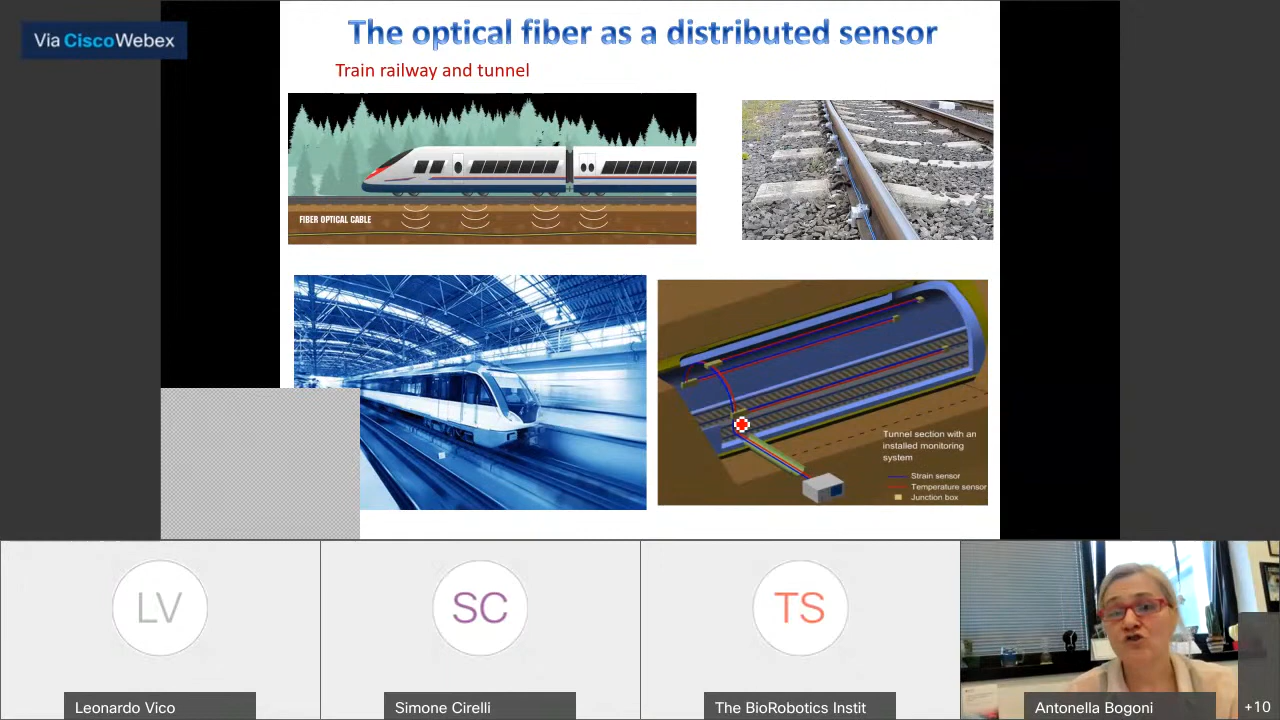 Via Cisco Webex
The optical fiber as a distributed sensor
Train railway and tunnel
FIBER OPTICAL CABLE
Tunnel section with an
installed monitoring
system
Strain sensor
Temperature sensor
Junction box
LV
SC
TS
Leonardo Vico
Simone Cirelli
The BioRobotics Instit
Antonella Bogoni
+10